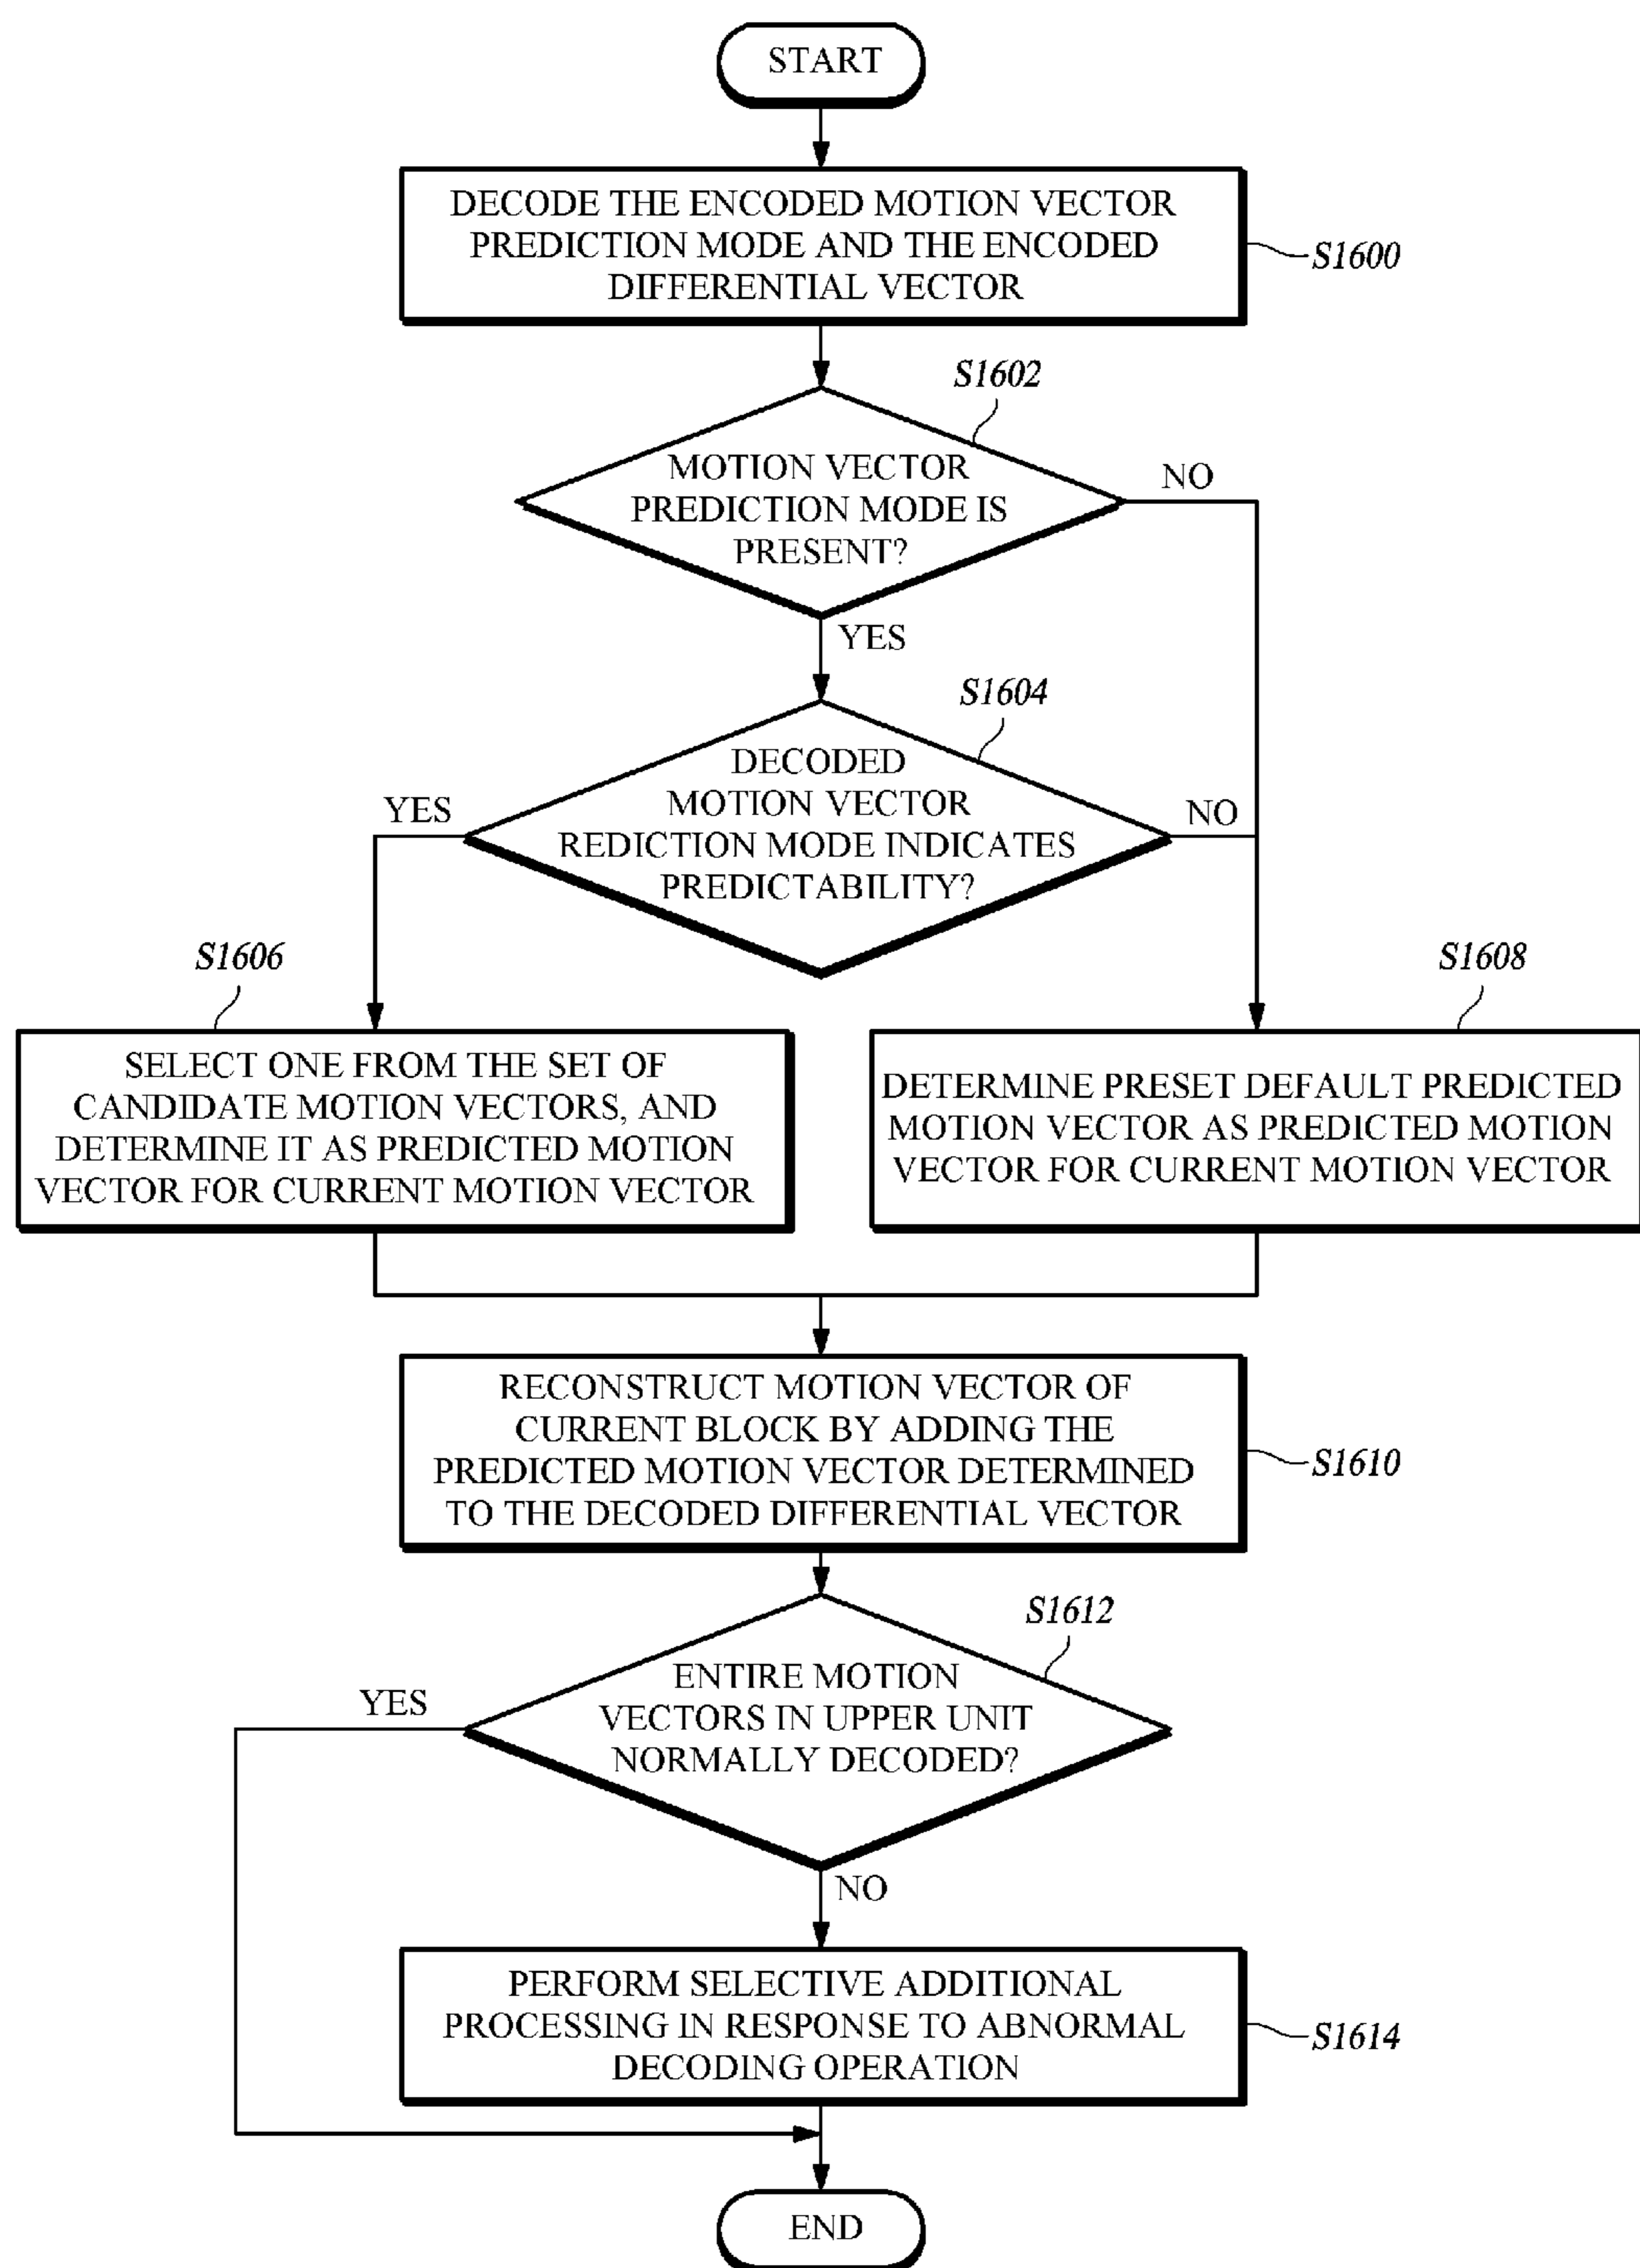 START
DECODE THE ENCODED MOTION VECTOR
PREDICTION MODE AND THE ENCODED
DIFFERENTIAL VECTOR
S1600
S1602
MOTION VECTOR
PREDICTION MODE IS
PRESENT?
NO
YES
S1604
DECODED
MOTION VECTOR
REDICTION MODE INDICATES
PREDICTABILITY?
YES
NO
S1606
S1608
SELECT ONE FROM THE SET OF
CANDIDATE MOTION VECTORS, AND
DETERMINE IT AS PREDICTED MOTION
VECTOR FOR CURRENT MOTION VECTOR
DETERMINE PRESET DEFAULT PREDICTED
MOTION VECTOR AS PREDICTED MOTION
VECTOR FOR CURRENT MOTION VECTOR
RECONSTRUCT MOTION VECTOR OF
CURRENT BLOCK BY ADDING THE
PREDICTED MOTION VECTOR DETERMINED
TO THE DECODED DIFFERENTIAL VECTOR
S1610
S1612
ENTIRE MOTION
VECTORS IN UPPER UNIT
NORMALLY DECODED?
YES
NO
PERFORM SELECTIVE ADDITIONAL
PROCESSING IN RESPONSE TO ABNORMAL
DECODING OPERATION
S1614
END